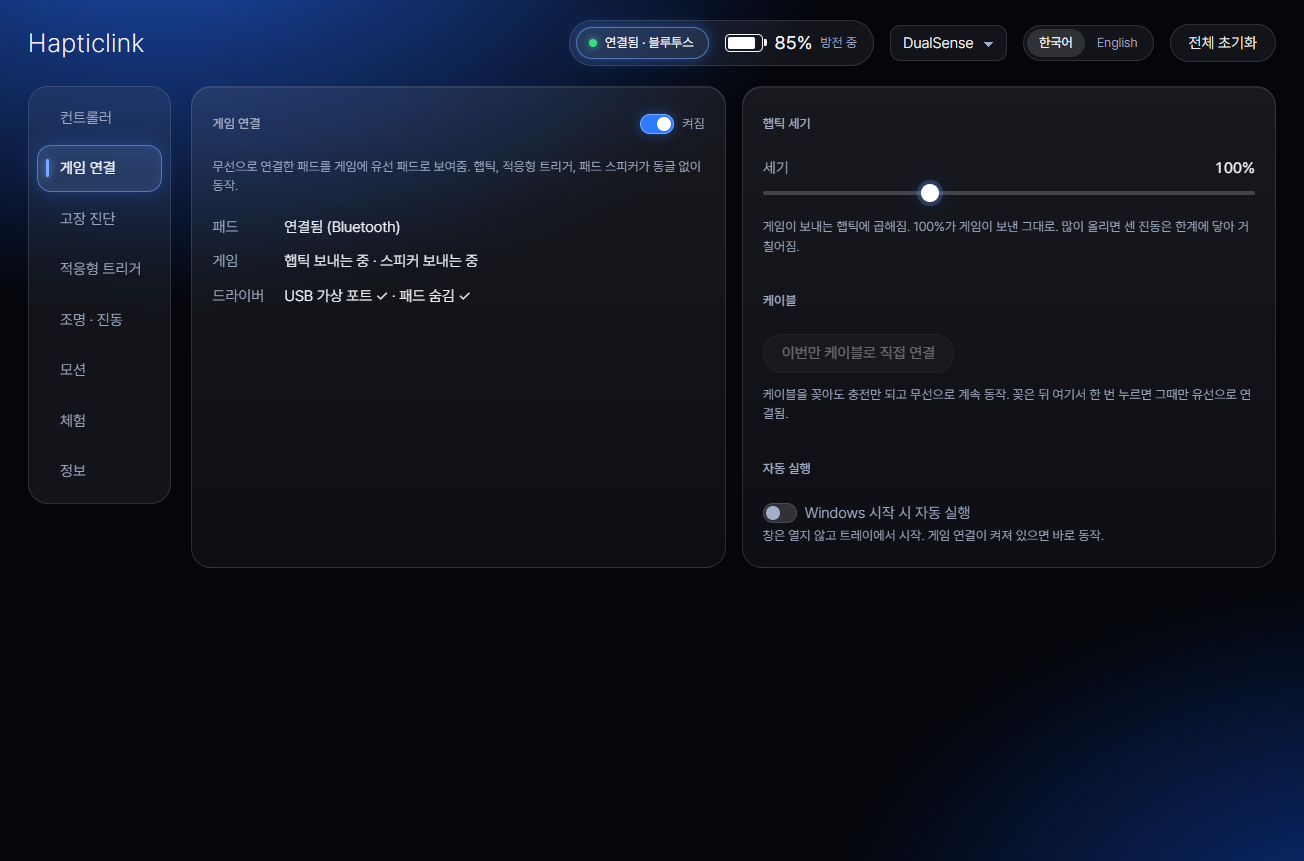 Hapticlink
연결됨 · 블루투스
85% 방전 중
DualSense
한국어 English
전체 초기화
컨트롤러
게임 연결
고장 진단
적응형 트리거
조명 · 진동
모션
체험
정보
게임 연결
켜짐
무선으로 연결한 패드를 게임에 유선 패드로 보여줌. 햅틱, 적응형 트리거, 패드 스피커가 동글 없이
동작.
패드 연결됨 (Bluetooth)
게임 햅틱 보내는 중 · 스피커 보내는 중
드라이버 USB 가상 포트 ✓ · 패드 숨김 ✓
햅틱 세기
세기 100%
게임이 보내는 햅틱에 곱해짐. 100%가 게임이 보낸 그대로. 많이 올리면 센 진동은 한계에 닿아 거
칠어짐.
케이블
이번만 케이블로 직접 연결
케이블을 꽂아도 충전만 되고 무선으로 계속 동작. 꽂은 뒤 여기서 한 번 누르면 그때만 유선으로 연
결됨.
자동 실행
Windows 시작 시 자동 실행
창은 열지 않고 트레이에서 시작. 게임 연결이 켜져 있으면 바로 동작.